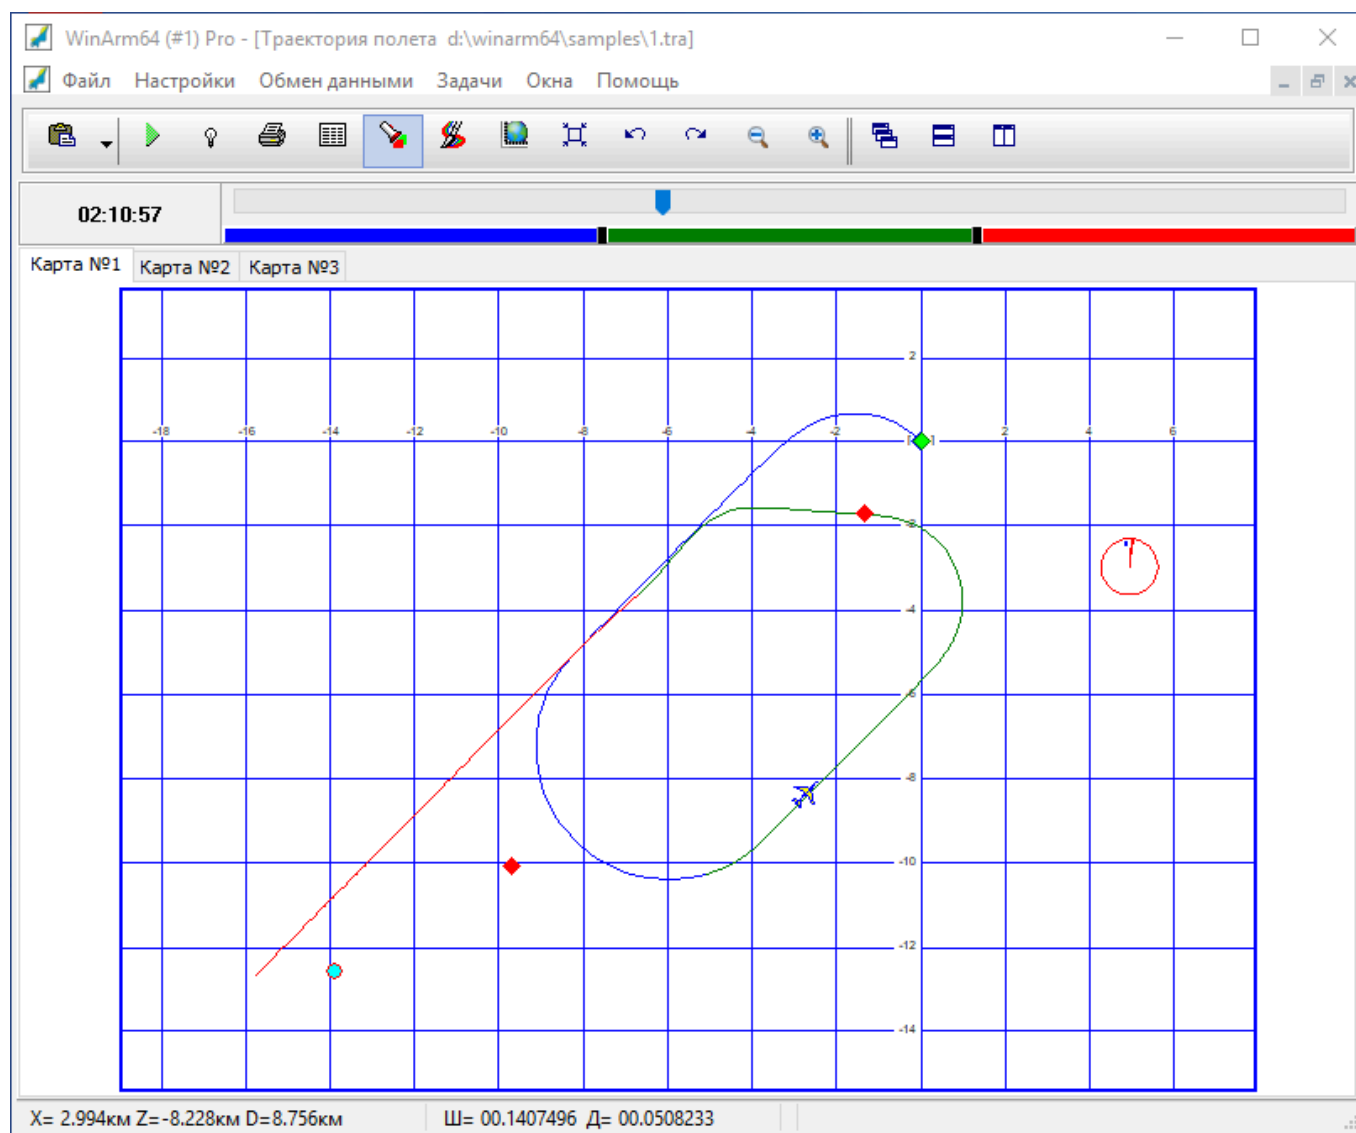 WinArm64 (#1) Pro - [Траектория полета  d:\winarm64\samples\1.tra]
Файл Настройки Обмен данными Задачи Окна Помощь
02:10:57
Карта №1 Карта №2 Карта №3
2
-18 -16 -14 -12 -10 -8 -6 -4 -2 2 4 6
-2
-4
-6
-8
-10
-12
-14
X= 2.994км Z=-8.228км D=8.756км Ш= 00.1407496 Д= 00.0508233